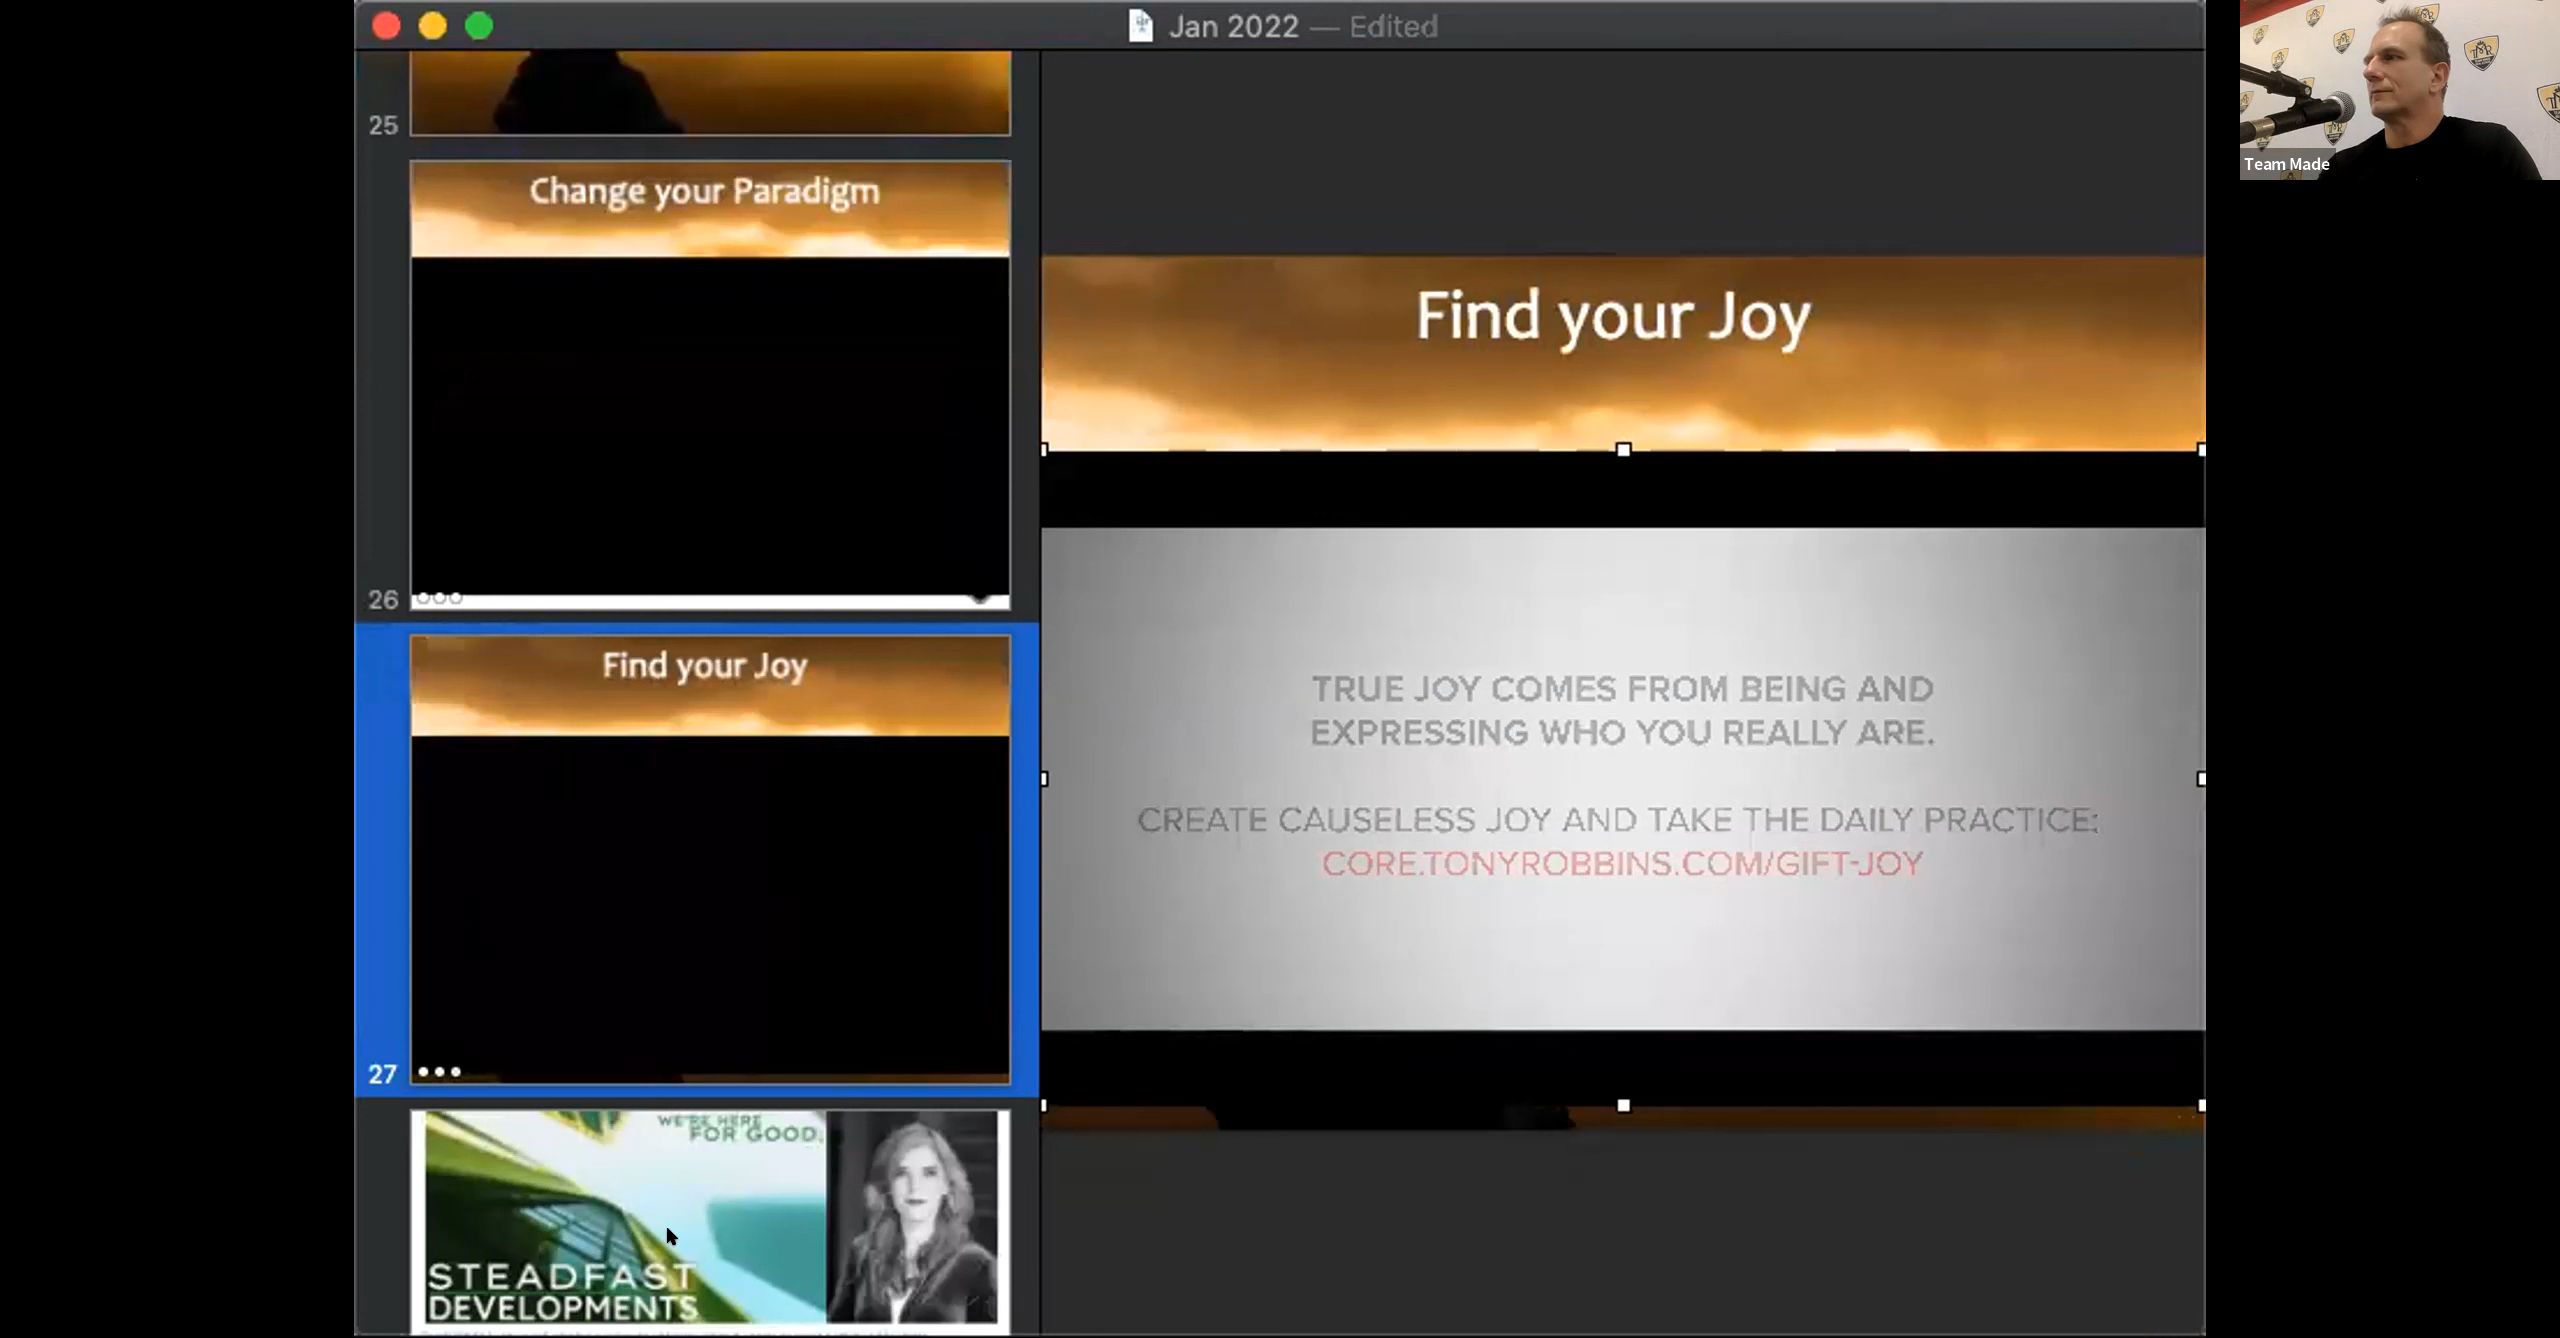 Jan 2022 — Edited
25
Change your Paradigm
26
Find your Joy
27
WE'RE HERE
FOR GOOD.
STEADFAST
DEVELOPMENTS
Find your Joy
TRUE JOY COMES FROM BEING AND
EXPRESSING WHO YOU REALLY ARE.
CREATE CAUSELESS JOY AND TAKE THE DAILY PRACTICE:
CORE.TONYROBBINS.COM/GIFT-JOY
Team Made